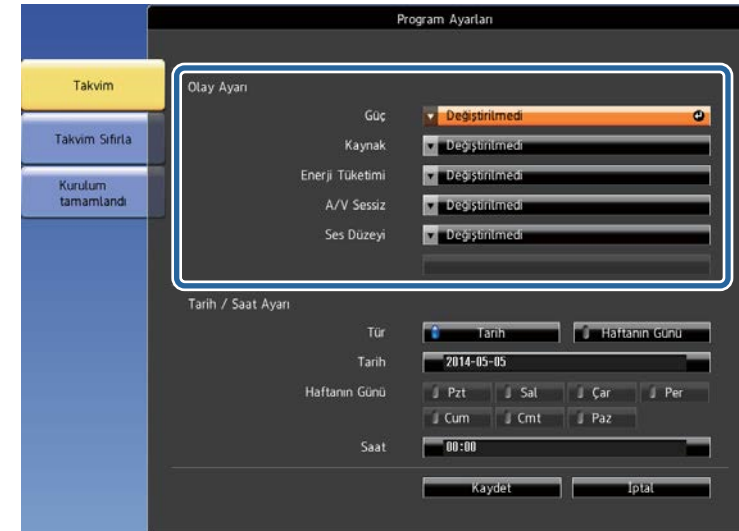 Program Ayarları
Takvim
Takvim Sıfırla
Kurulum
tamamlandı
Olay Ayarı
Güç Değiştirilmedi
Kaynak Değiştirilmedi
Enerji Tüketimi Değiştirilmedi
A/V Sessiz Değiştirilmedi
Ses Düzeyi Değiştirilmedi
Tarih / Saat Ayarı
Tür Tarih Haftanın Günü
Tarih 2014-05-05
Haftanın Günü Pzt Sal Çar Per
Cum Cmt Paz
Saat 00:00
Kaydet İptal